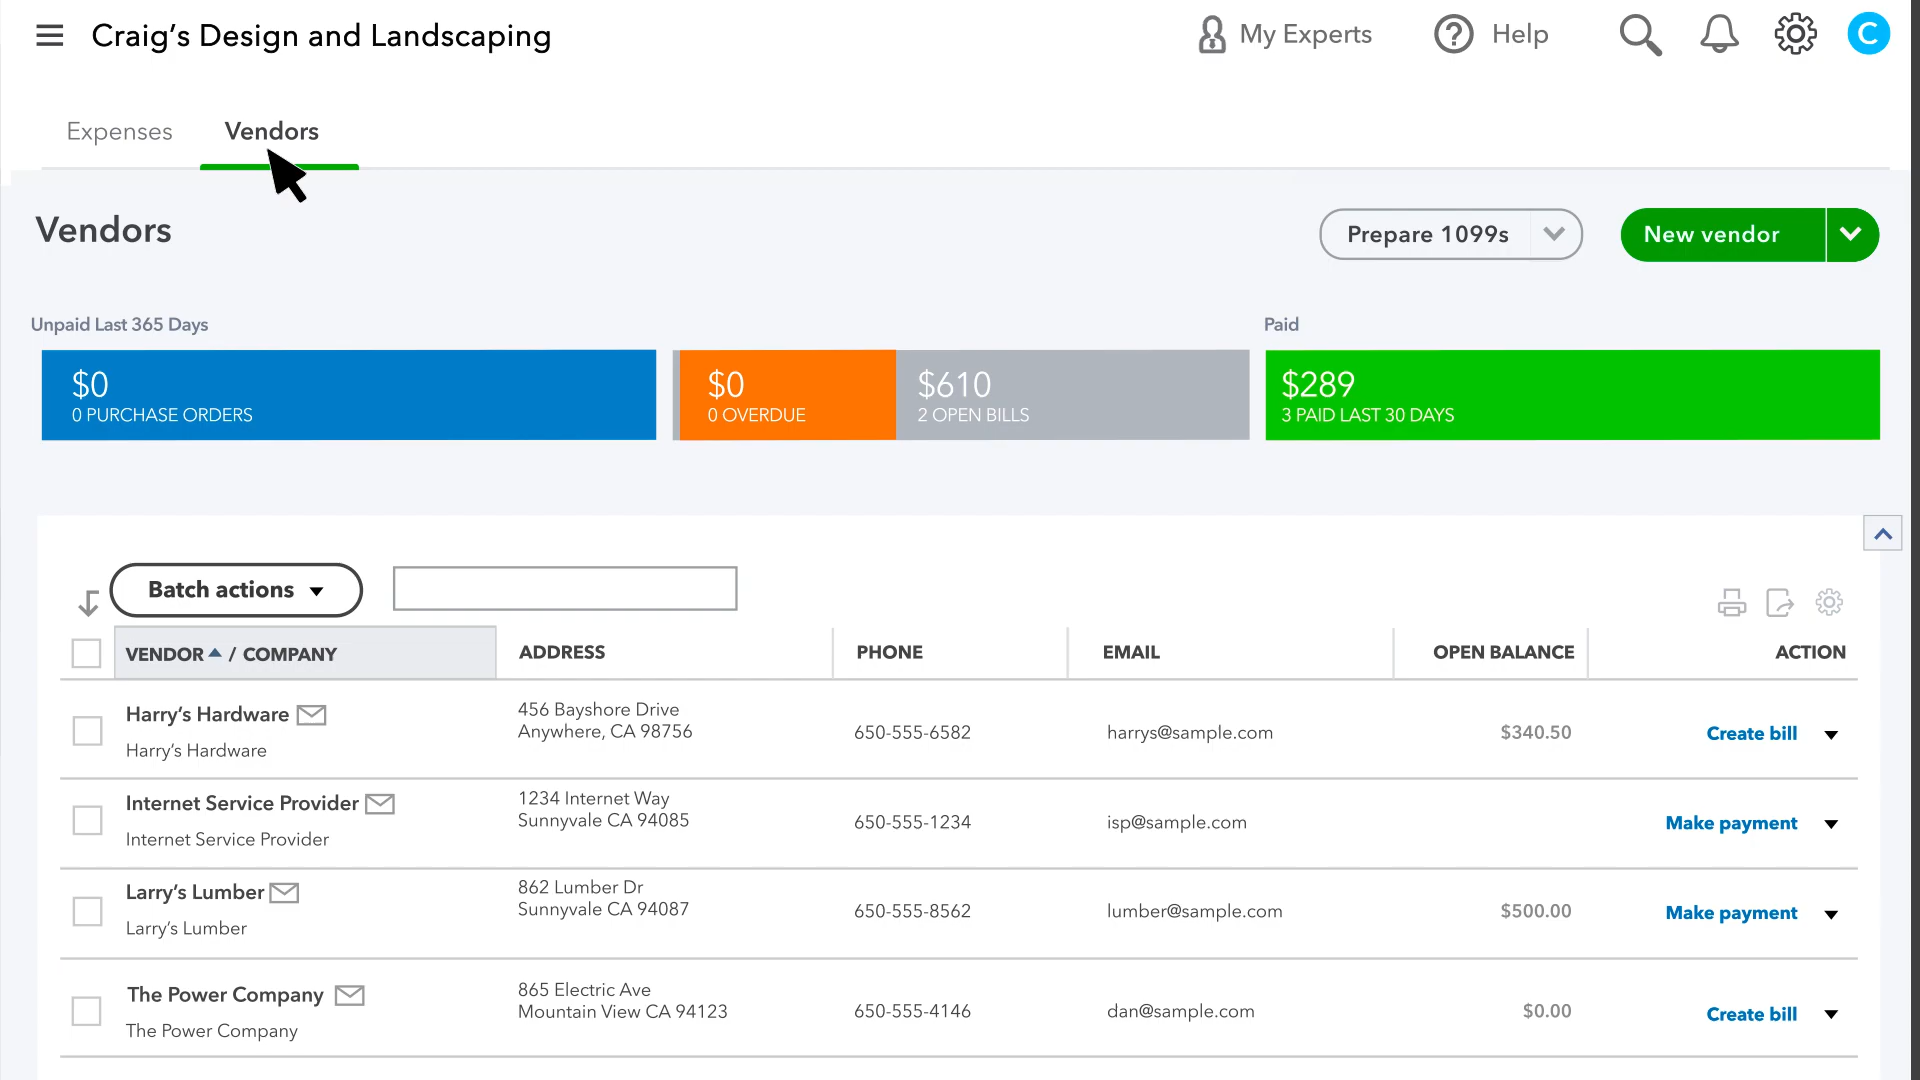 Craig's Design and Landscaping
My Experts
Help
C
Expenses
Vendors
Vendors
Prepare 1099s
New vendor
Unpaid Last 365 Days
Paid
$0
0 PURCHASE ORDERS
$0
0 OVERDUE
$610
2 OPEN BILLS
$289
3 PAID LAST 30 DAYS
Batch actions
VENDOR / COMPANY
ADDRESS
PHONE
EMAIL
OPEN BALANCE
ACTION
Harry's Hardware
Harry's Hardware
456 Bayshore Drive
Anywhere, CA 98756
650-555-6582
harrys@sample.com
$340.50
Create bill
Internet Service Provider
Internet Service Provider
1234 Internet Way
Sunnyvale CA 94085
650-555-1234
isp@sample.com
Make payment
Larry's Lumber
Larry's Lumber
862 Lumber Dr
Sunnyvale CA 94087
650-555-8562
lumber@sample.com
$500.00
Make payment
The Power Company
The Power Company
865 Electric Ave
Mountain View CA 94123
650-555-4146
dan@sample.com
$0.00
Create bill